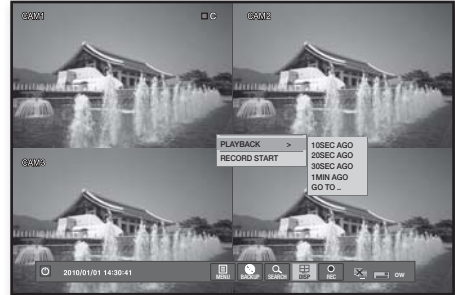 CAM1
C
CAM2
PLAYBACK >
RECORD START
10SEC AGO
20SEC AGO
30SEC AGO
1MIN AGO
GO TO ..
CAM3
2010/01/01 14:30:41
MENU
BACKUP
SEARCH
DISP
REC
GW